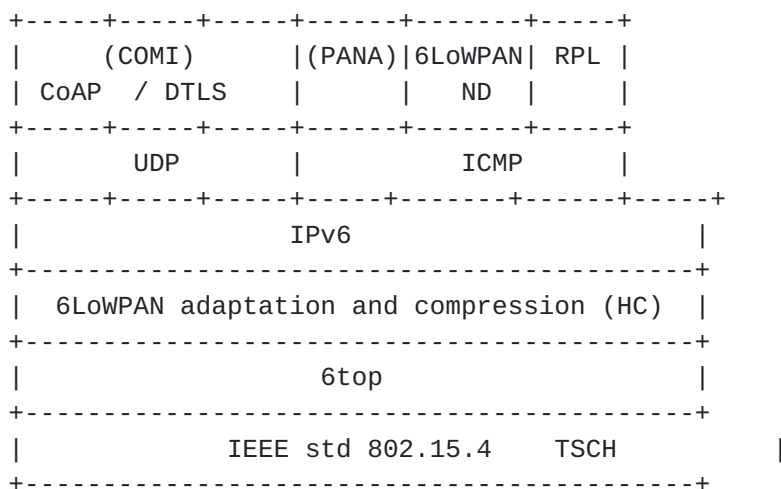 +-----+-----+-----+------+-------+-----+
|     (COMI)      |(PANA)|6LoWPAN| RPL |
| CoAP  / DTLS    |      |   ND  |     |
+-----+-----+-----+------+-------+-----+
|       UDP       |          ICMP       |
+-----+-----+-----+-----+-------+------+-----+
|                 IPv6                      |
+-------------------------------------------+
|  6LoWPAN adaptation and compression (HC)  |
+-------------------------------------------+
|                   6top                    |
+-------------------------------------------+
|             IEEE std 802.15.4    TSCH          |
+-------------------------------------------+